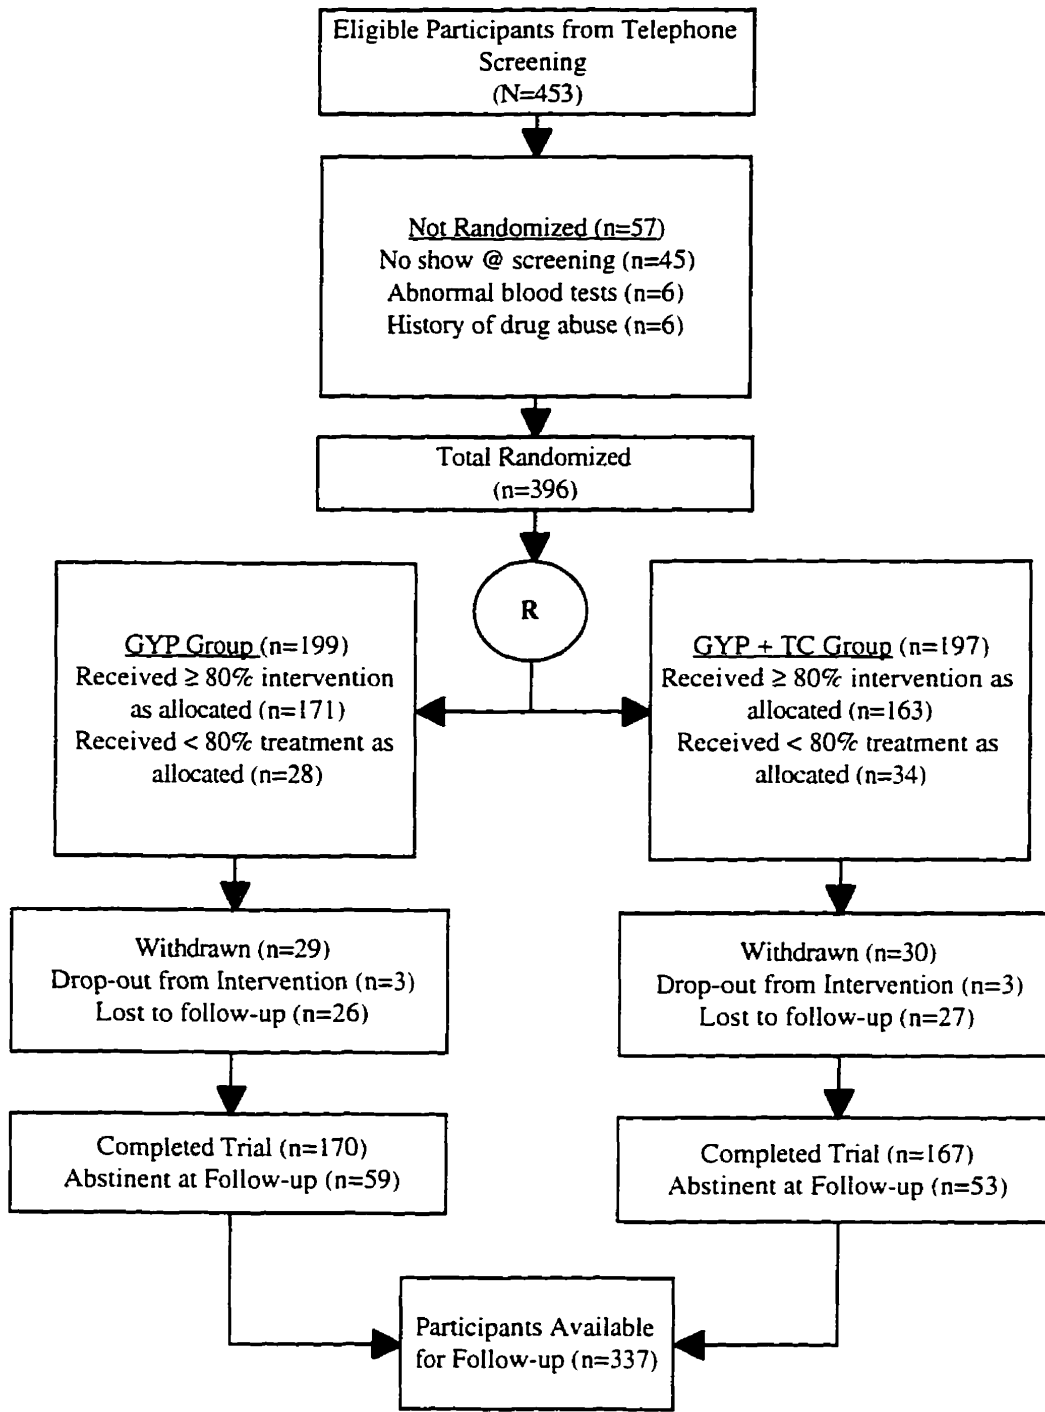 Eligible Participants from Telephone
Screening
(N=453)
Not Randomized (n=57)
No show @ screening (n=45)
Abnormal blood tests (n=6)
History of drug abuse (n=6)
Total Randomized
(n=396)
R
GYP Group (n=199)
Received ≥ 80% intervention
as allocated (n=171)
Received < 80% treatment as
allocated (n=28)
GYP + TC Group (n=197)
Received ≥ 80% intervention as
allocated (n=163)
Received < 80% treatment as
allocated (n=34)
Withdrawn (n=29)
Drop-out from Intervention (n=3)
Lost to follow-up (n=26)
Withdrawn (n=30)
Drop-out from Intervention (n=3)
Lost to follow-up (n=27)
Completed Trial (n=170)
Abstinent at Follow-up (n=59)
Completed Trial (n=167)
Abstinent at Follow-up (n=53)
Participants Available
for Follow-up (n=337)